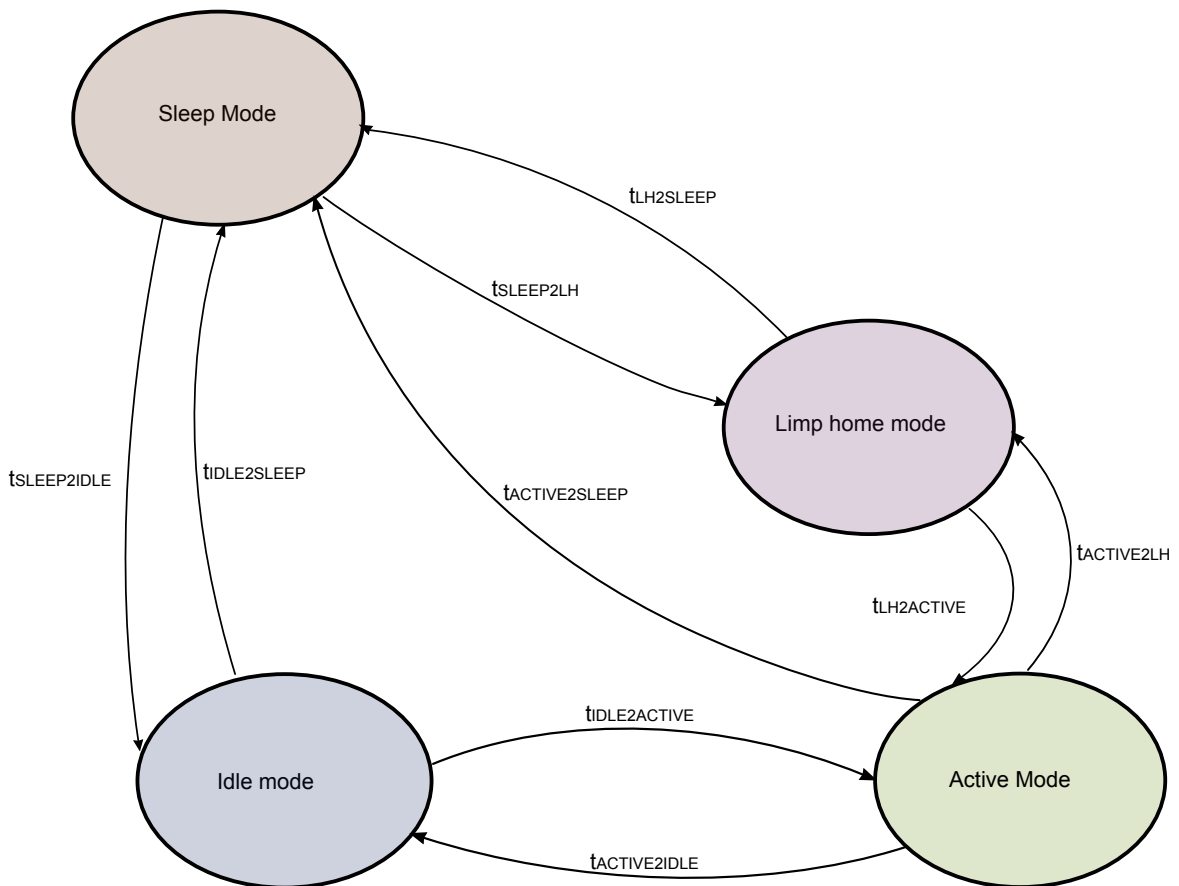 Sleep Mode
tLH2SLEEP
tSLEEP2LH
Limp home mode
tSLEEP2IDLE
tIDLE2SLEEP
tACTIVE2SLEEP
tACTIVE2LH
tLH2ACTIVE
tIDLE2ACTIVE
Idle mode
Active Mode
tACTIVE2IDLE